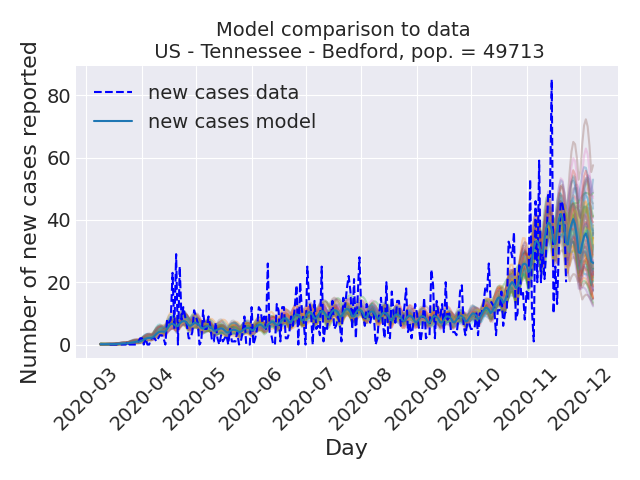 Model comparison to data
US - Tennessee - Bedford, pop. = 49713
Number of new cases reported
80
60
40
20
0
new cases data
new cases model
2020-03
2020-04
2020-05
2020-06
2020-07
2020-08
2020-09
2020-10
2020-11
2020-12
Day